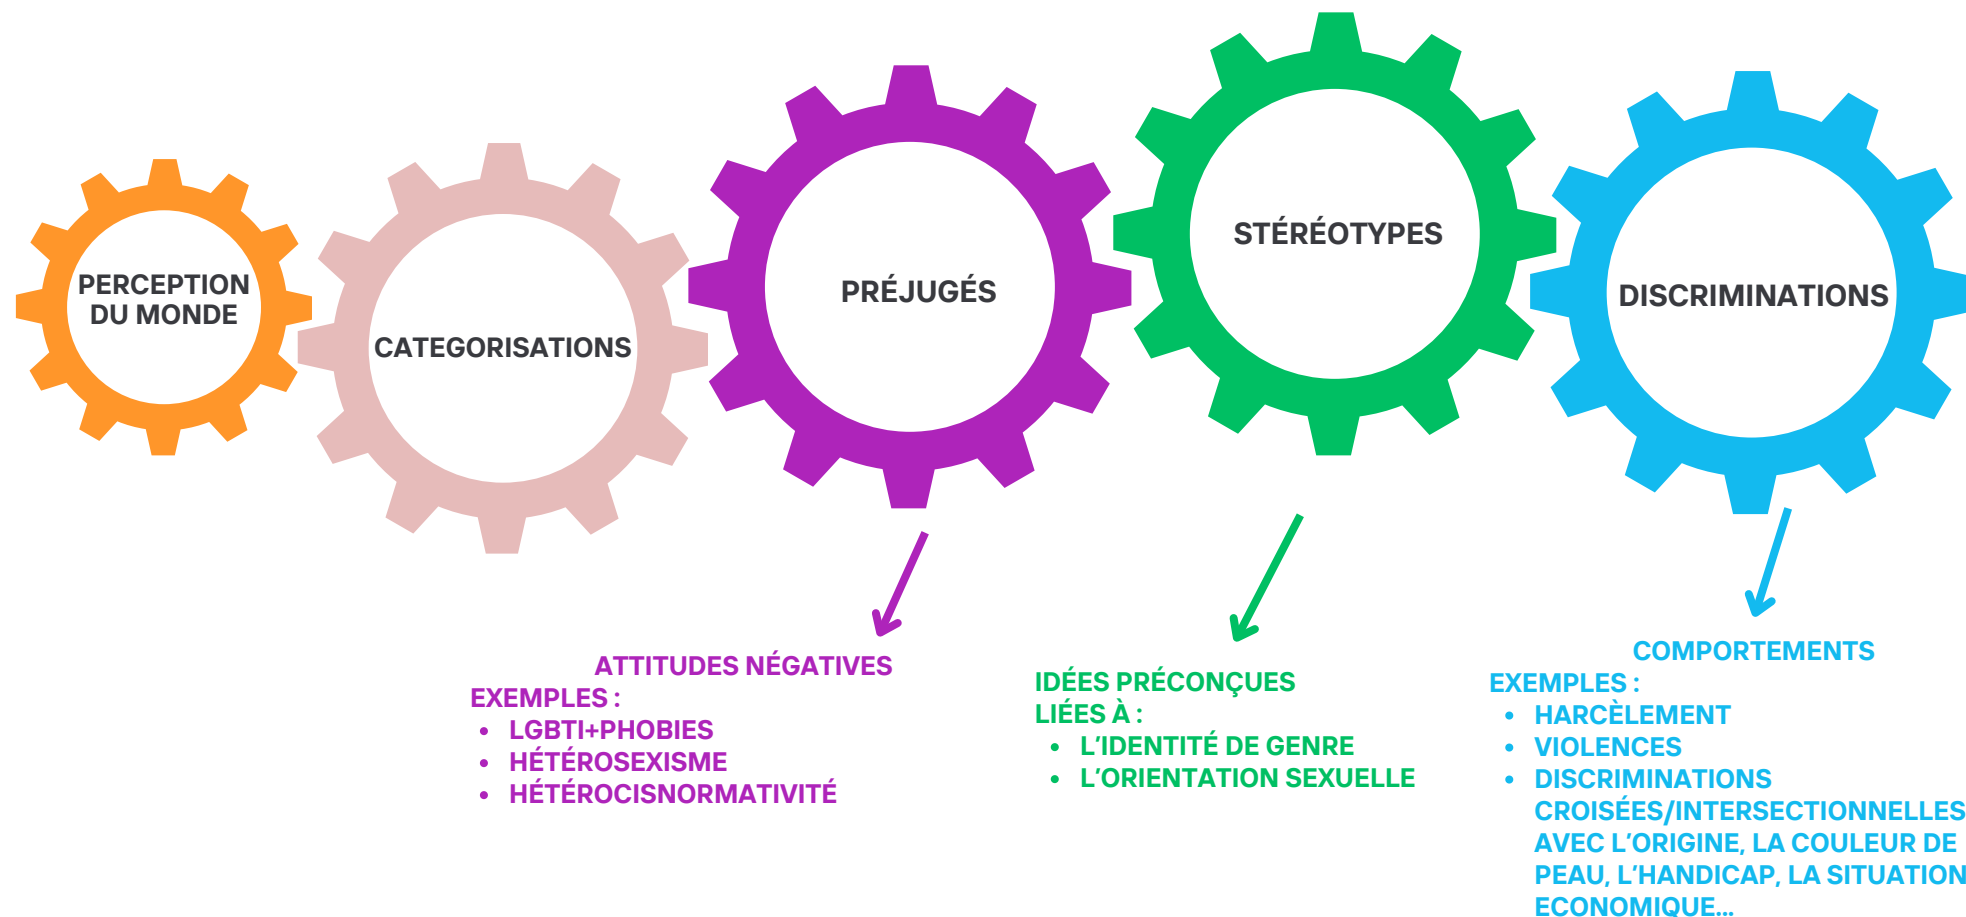 PERCEPTION
DU MONDE
CATEGORISATIONS
PRÉJUGÉS
STÉRÉOTYPES
DISCRIMINATIONS
ATTITUDES NÉGATIVES
EXEMPLES :
• LGBTI+PHOBIES
• HÉTÉROSEXISME
• HÉTÉROCISNORMATIVITÉ
IDÉES PRÉCONÇUES
LIÉES À :
• L'IDENTITÉ DE GENRE
• L'ORIENTATION SEXUELLE
COMPORTEMENTS
EXEMPLES :
• HARCÈLEMENT
• VIOLENCES
• DISCRIMINATIONS
CROISÉES/INTERSECTIONNELLES
AVEC L'ORIGINE, LA COULEUR DE
PEAU, L'HANDICAP, LA SITUATION
ECONOMIQUE...